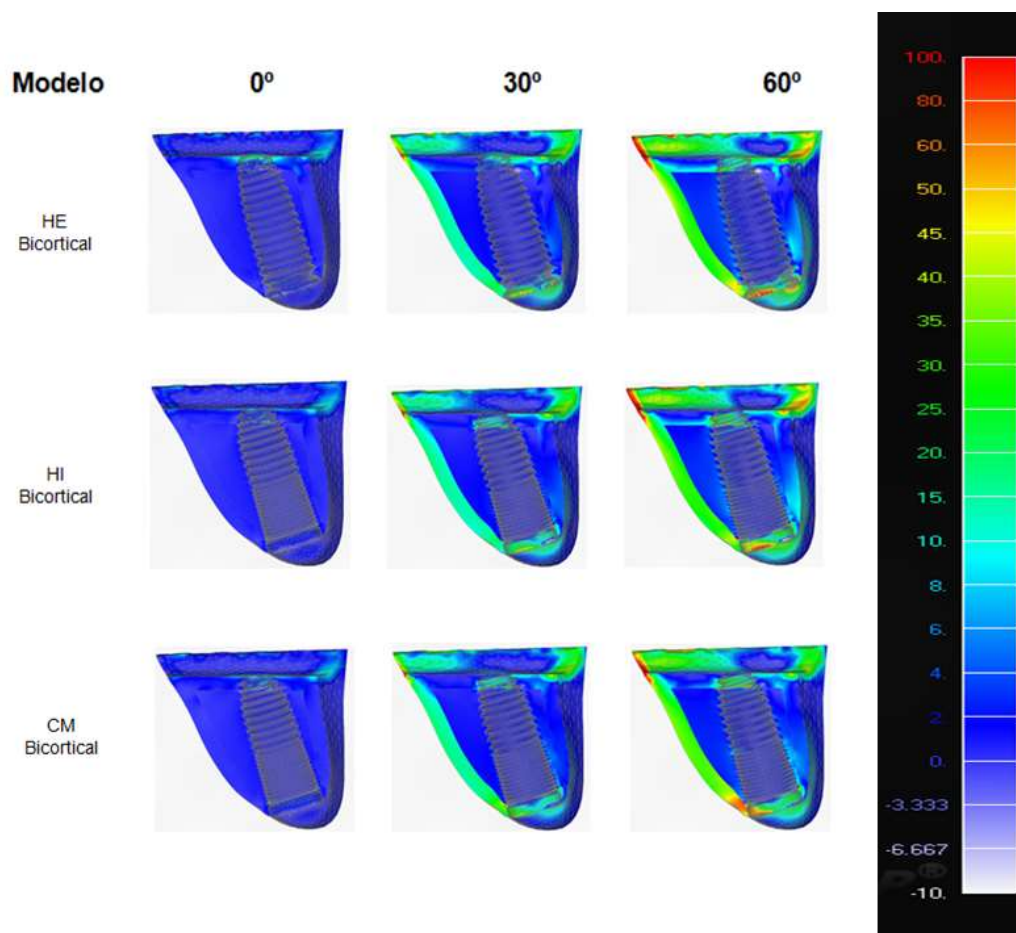 Modelo 0º 30º 60º
HE
Bicortical
HI
Bicortical
CM
Bicortical
100.
80.
60.
50.
45.
40.
35.
30.
25.
20.
15.
10.
8.
6.
4.
2.
0.
-3.333
-6.667
-10.